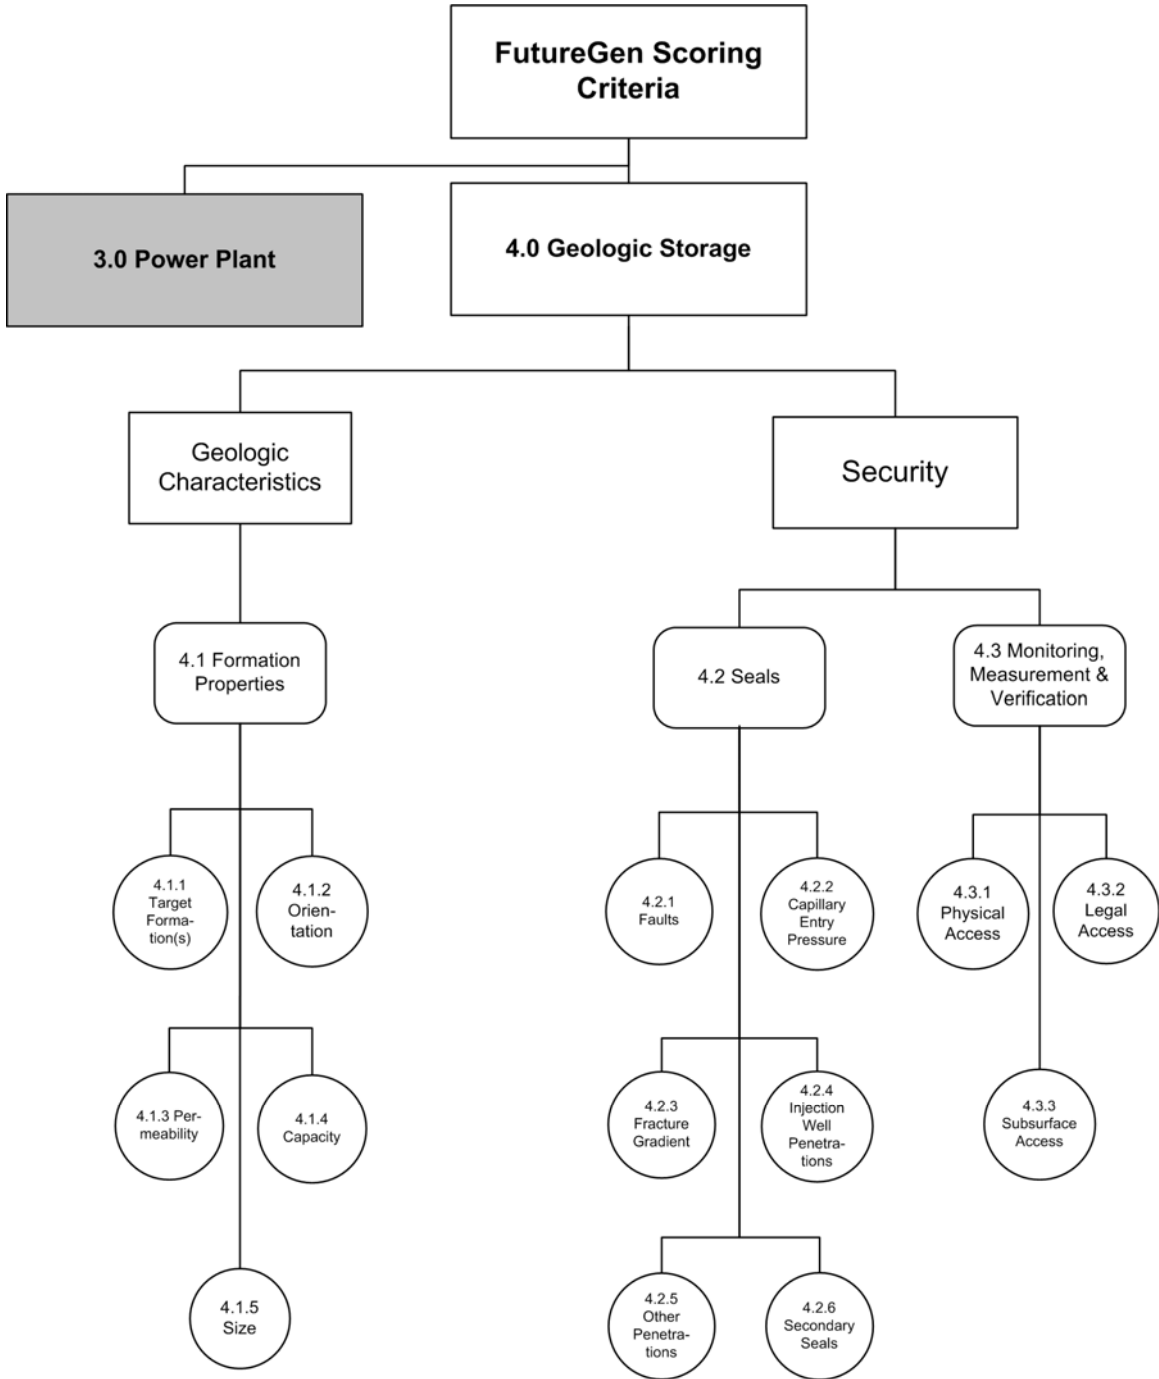 FutureGen Scoring
Criteria
3.0 Power Plant
4.0 Geologic Storage
Geologic
Characteristics
Security
4.1 Formation
Properties
4.2 Seals
4.3 Monitoring,
Measurement &
Verification
4.1.1
Target
Forma-
tion(s)
4.1.2
Orien-
tation
4.2.1
Faults
4.2.2
Capillary
Entry
Pressure
4.3.1
Physical
Access
4.3.2
Legal
Access
4.1.3 Per-
meability
4.1.4
Capacity
4.2.3
Fracture
Gradient
4.2.4
Injection
Well
Penetra-
tions
4.3.3
Subsurface
Access
4.1.5
Size
4.2.5
Other
Penetra-
tions
4.2.6
Secondary
Seals